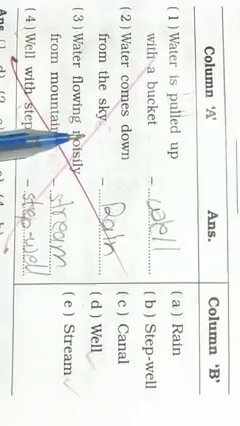 Column 'A' Ans. Column 'B'
(1) Water is pulled up
with a bucket - well (a) Rain
(2) Water comes down (b) Step-well
from the sky - Rain (c) Canal
(3) Water flowing noisily (d) Well
from mountain - stream (e) Stream
(4) Well with step - step-well
Ans.